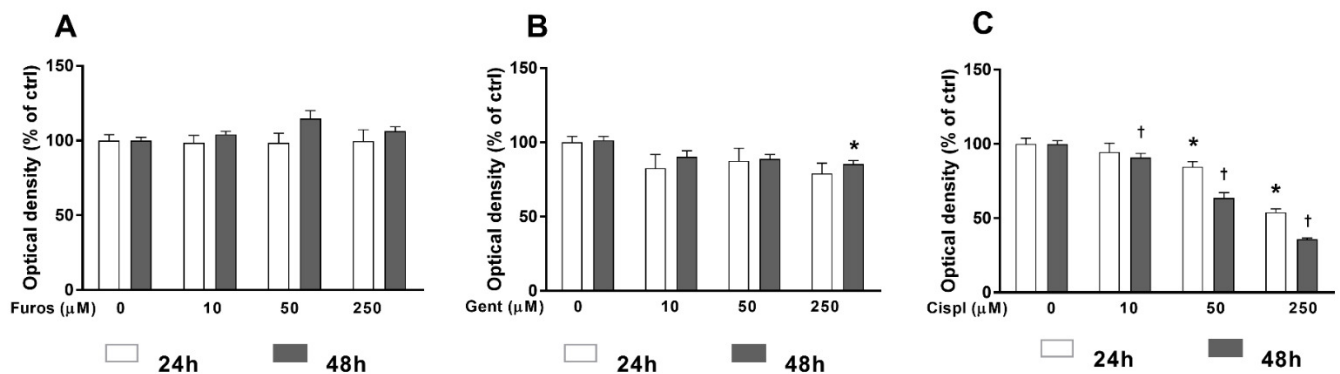 A
Optical density (% of ctrl)
150
100
50
0
Furos (μM) 0 10 50 250
24h 48h
B
Optical density (% of ctrl)
150
100
50
0
*
Gent (μM) 0 10 50 250
24h 48h
C
Optical density (% of ctrl)
150
100
50
0
† * † * †
Cispl (μM) 0 10 50 250
24h 48h